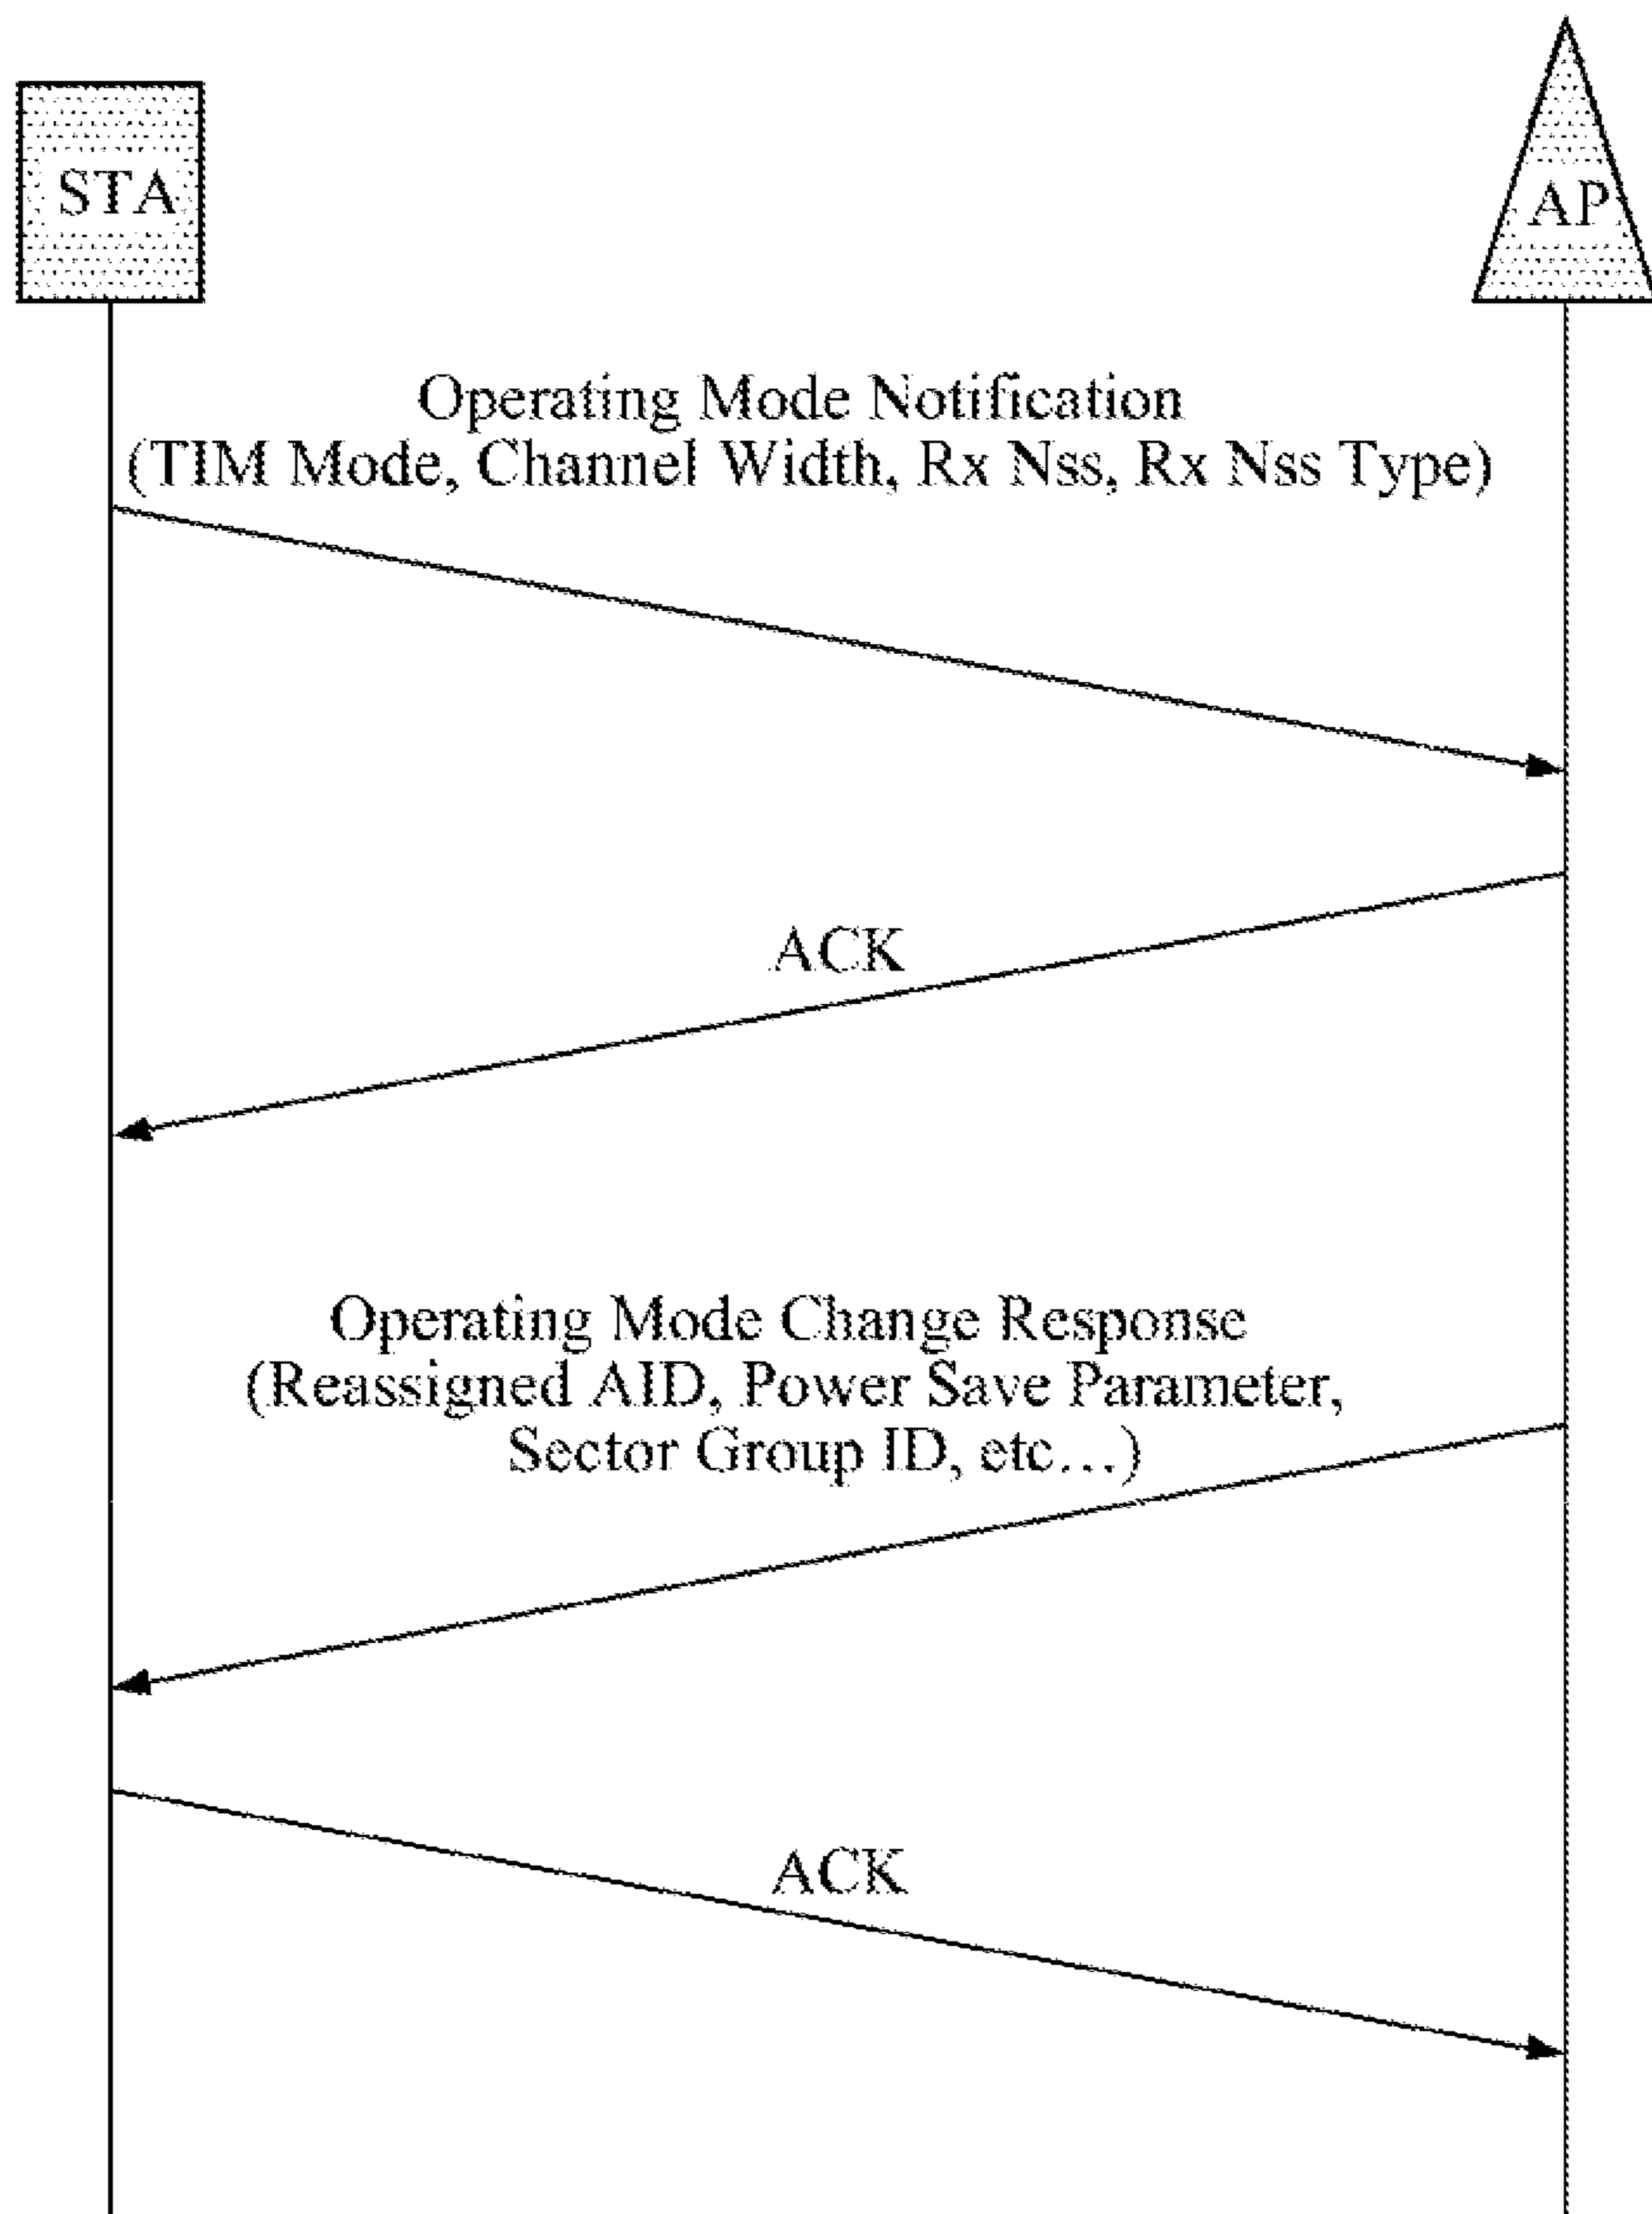 STA
AP
Operating Mode Notification
(TIM Mode, Channel Width, Rx Nss, Rx Nss Type)
ACK
Operating Mode Change Response
(Reassigned AID, Power Save Parameter,
Sector Group ID, etc...)
ACK